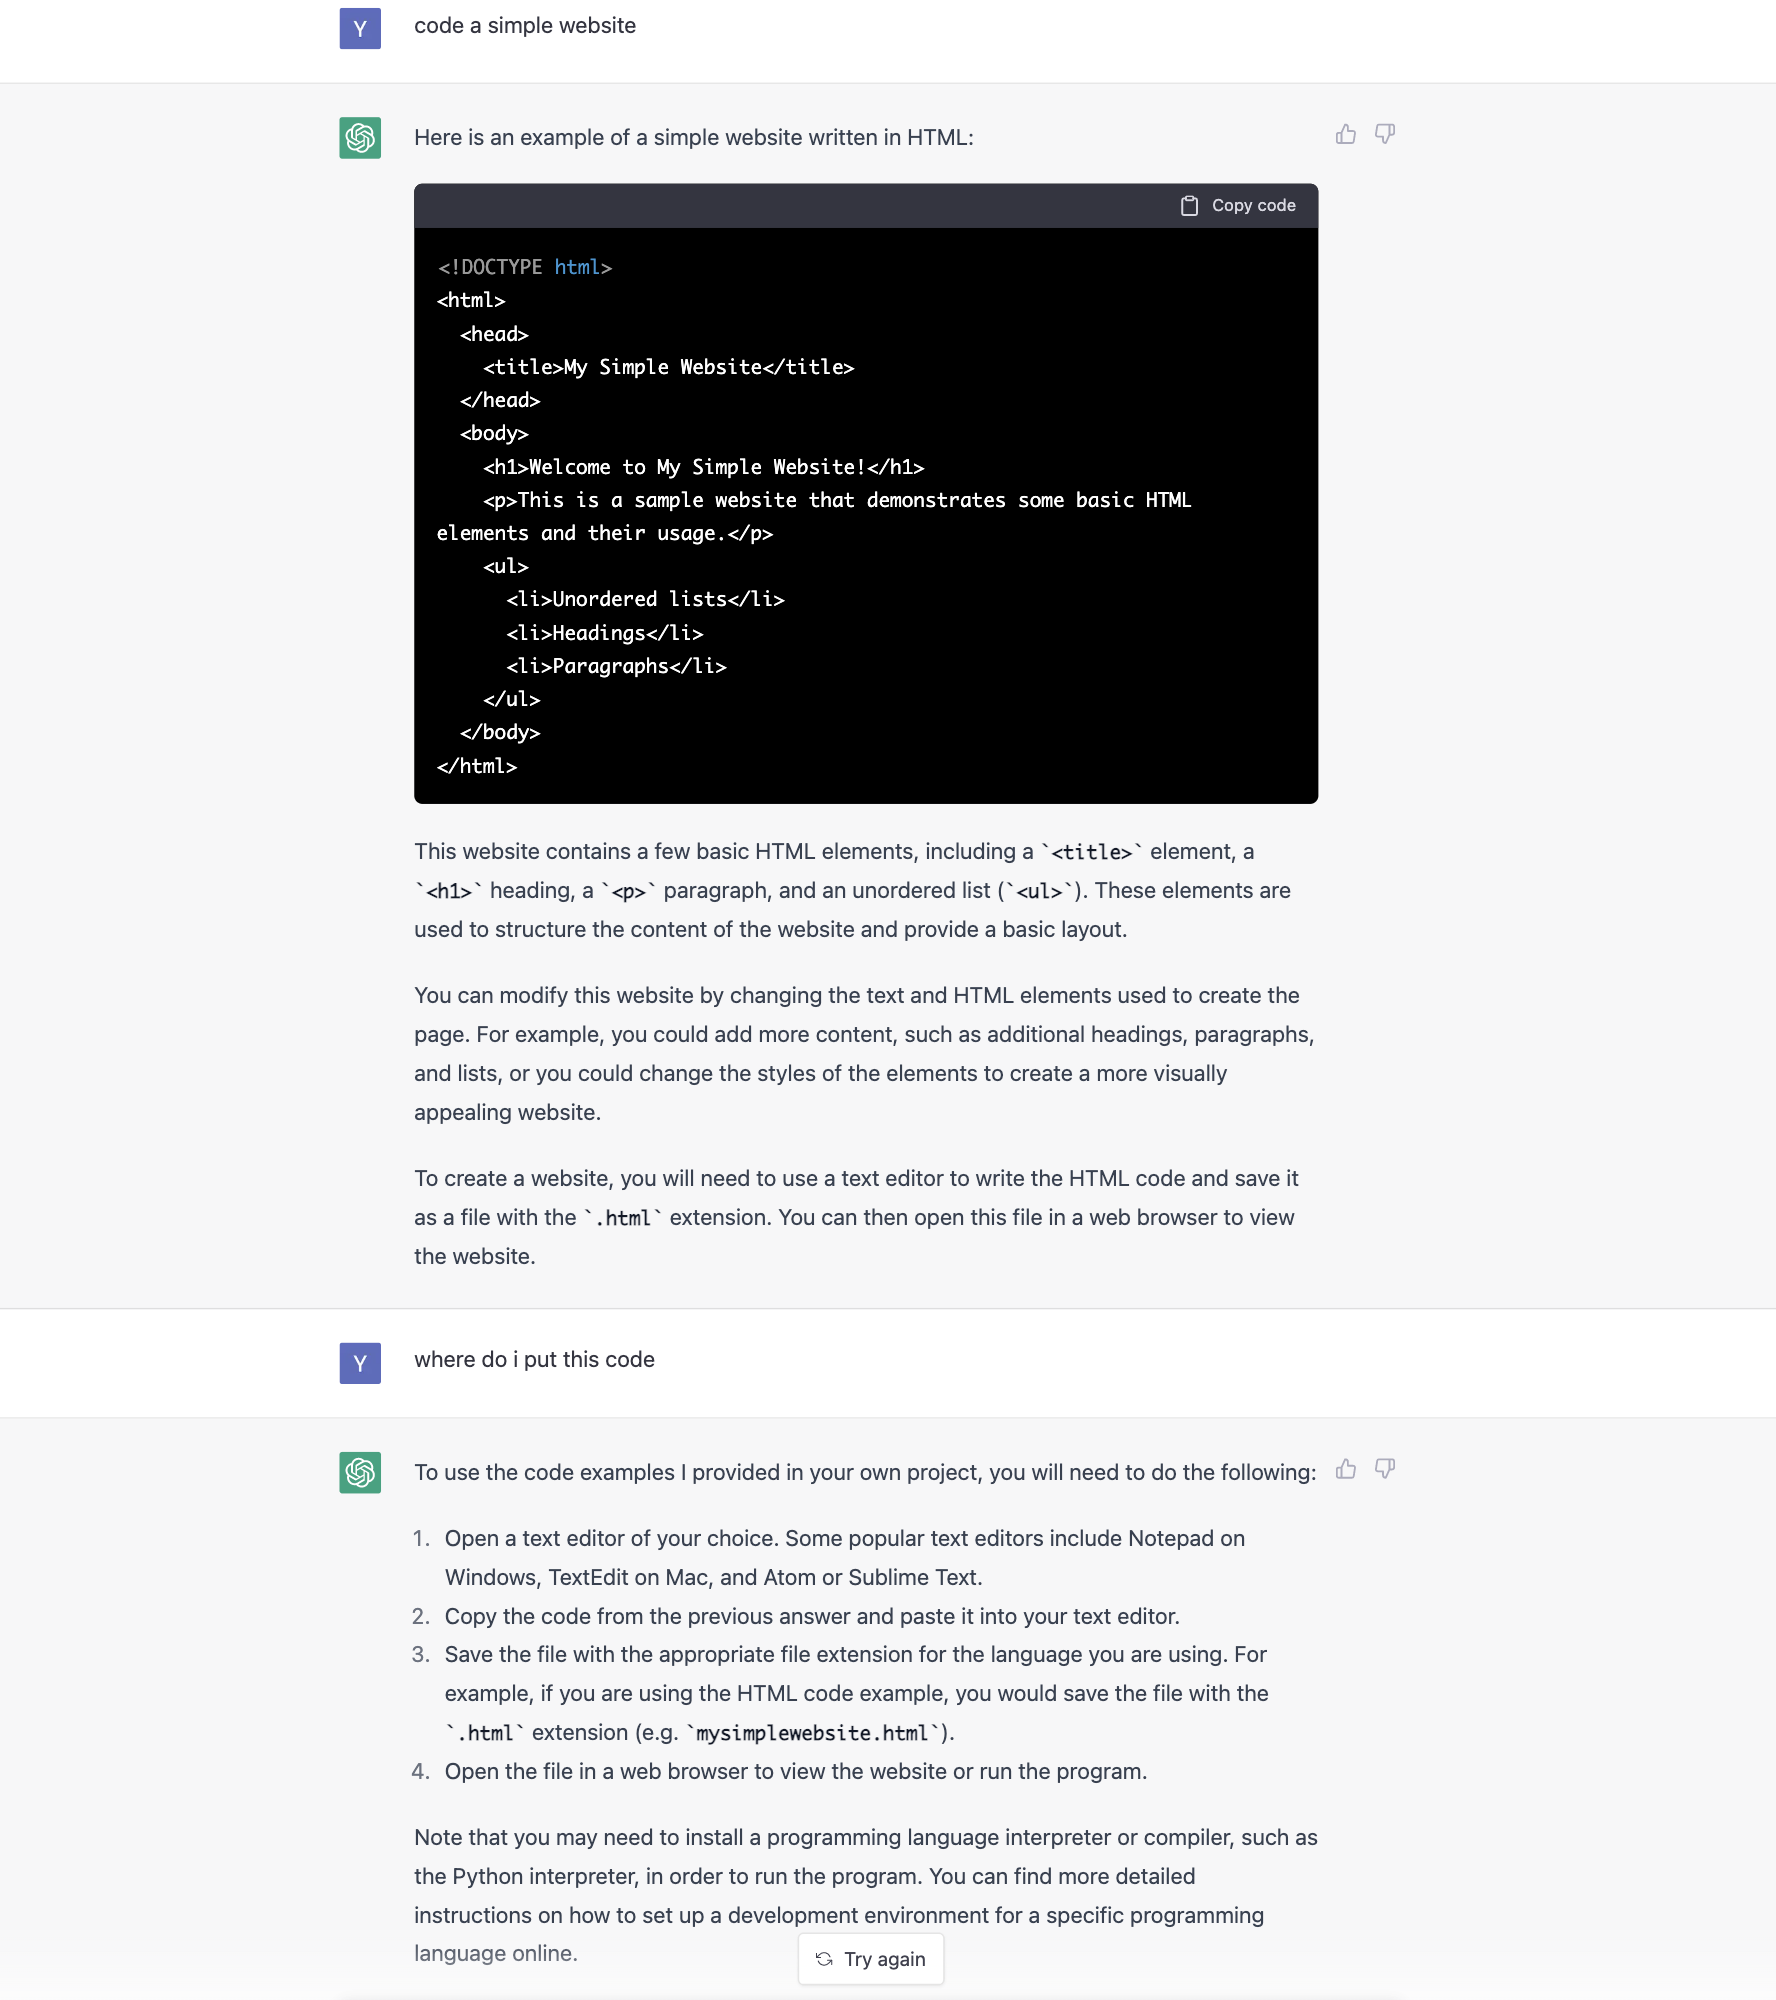 Y
code a simple website
Here is an example of a simple website written in HTML:
Copy code
<!DOCTYPE html>
<html>
  <head>
    <title>My Simple Website</title>
  </head>
  <body>
    <h1>Welcome to My Simple Website!</h1>
    <p>This is a sample website that demonstrates some basic HTML
elements and their usage.</p>
    <ul>
      <li>Unordered lists</li>
      <li>Headings</li>
      <li>Paragraphs</li>
    </ul>
  </body>
</html>
This website contains a few basic HTML elements, including a `<title>` element, a
`<h1>` heading, a `<p>` paragraph, and an unordered list (`<ul>`). These elements are
used to structure the content of the website and provide a basic layout.
You can modify this website by changing the text and HTML elements used to create the
page. For example, you could add more content, such as additional headings, paragraphs,
and lists, or you could change the styles of the elements to create a more visually
appealing website.
To create a website, you will need to use a text editor to write the HTML code and save it
as a file with the `.html` extension. You can then open this file in a web browser to view
the website.
Y
where do i put this code
To use the code examples I provided in your own project, you will need to do the following:
1. Open a text editor of your choice. Some popular text editors include Notepad on
Windows, TextEdit on Mac, and Atom or Sublime Text.
2. Copy the code from the previous answer and paste it into your text editor.
3. Save the file with the appropriate file extension for the language you are using. For
example, if you are using the HTML code example, you would save the file with the
`.html` extension (e.g. `mysimplewebsite.html`).
4. Open the file in a web browser to view the website or run the program.
Note that you may need to install a programming language interpreter or compiler, such as
the Python interpreter, in order to run the program. You can find more detailed
instructions on how to set up a development environment for a specific programming
language online.
Try again